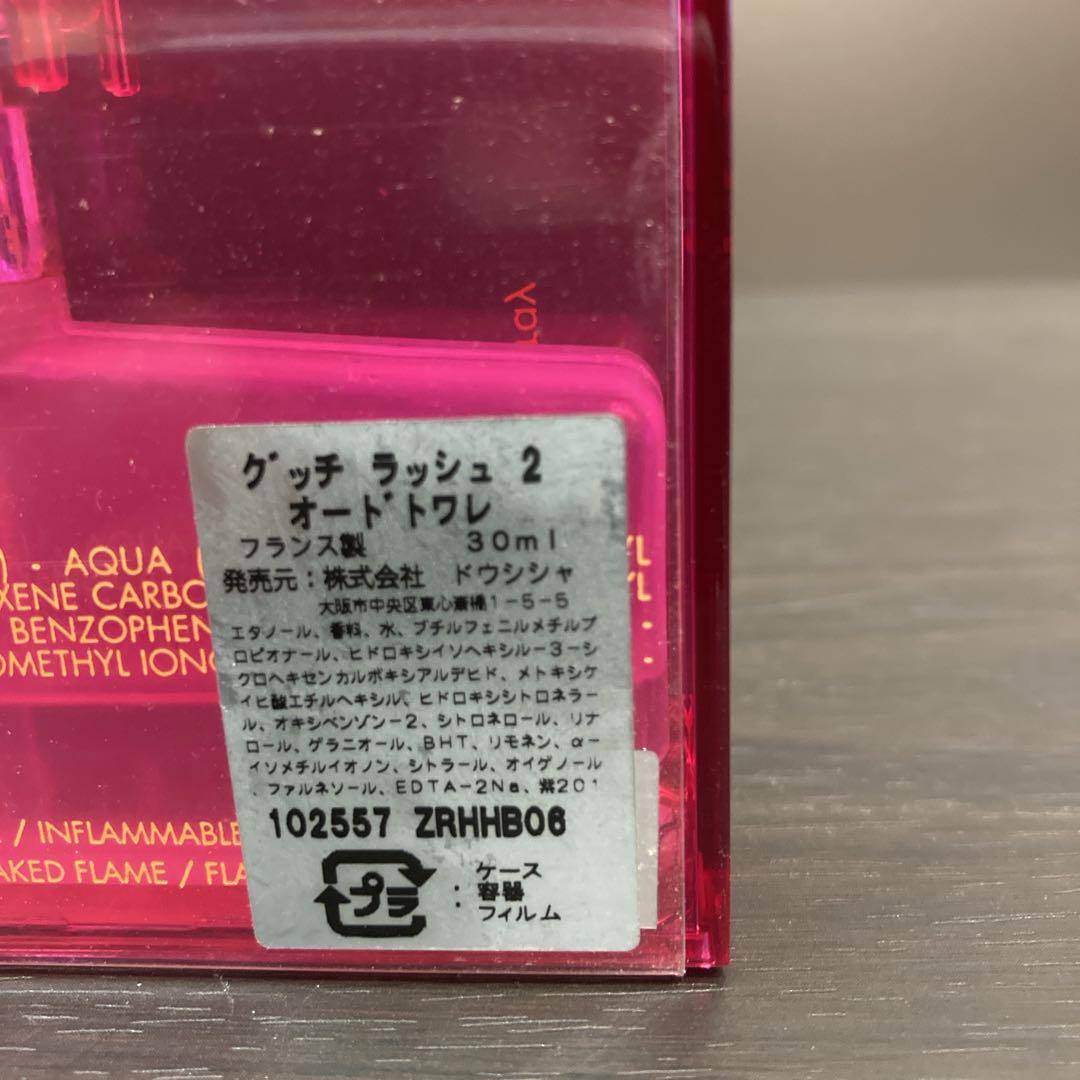 グッチ ラッシュ 2
オードトワレ
フランス製 30ml
発売元：株式会社 ドウシシャ
大阪市中央区東心斎橋1-5-5
エタノール、香料、水、ブチルフェニルメチルプ
ロピオナール、ヒドロキシイソヘキシル-3-シ
クロヘキセンカルボキシアルデヒド、メトキシケ
イヒ酸エチルヘキシル、ヒドロキシシトロネラー
ル、オキシベンゾン-2、シトロネロール、リナ
ロール、ゲラニオール、BHT、リモネン、α-
イソメチルイオノン、シトラール、オイゲノール
、ファルネソール、EDTA-2Na、紫201
102557 ZRHHB06
プラ : ケース
容器
フィルム
) · AQUA ( YL
XENE CARBO YL
BENZOPHEN ·
OMETHYL IONO ·
/ INFLAMMABLE
AKED FLAME / FLA